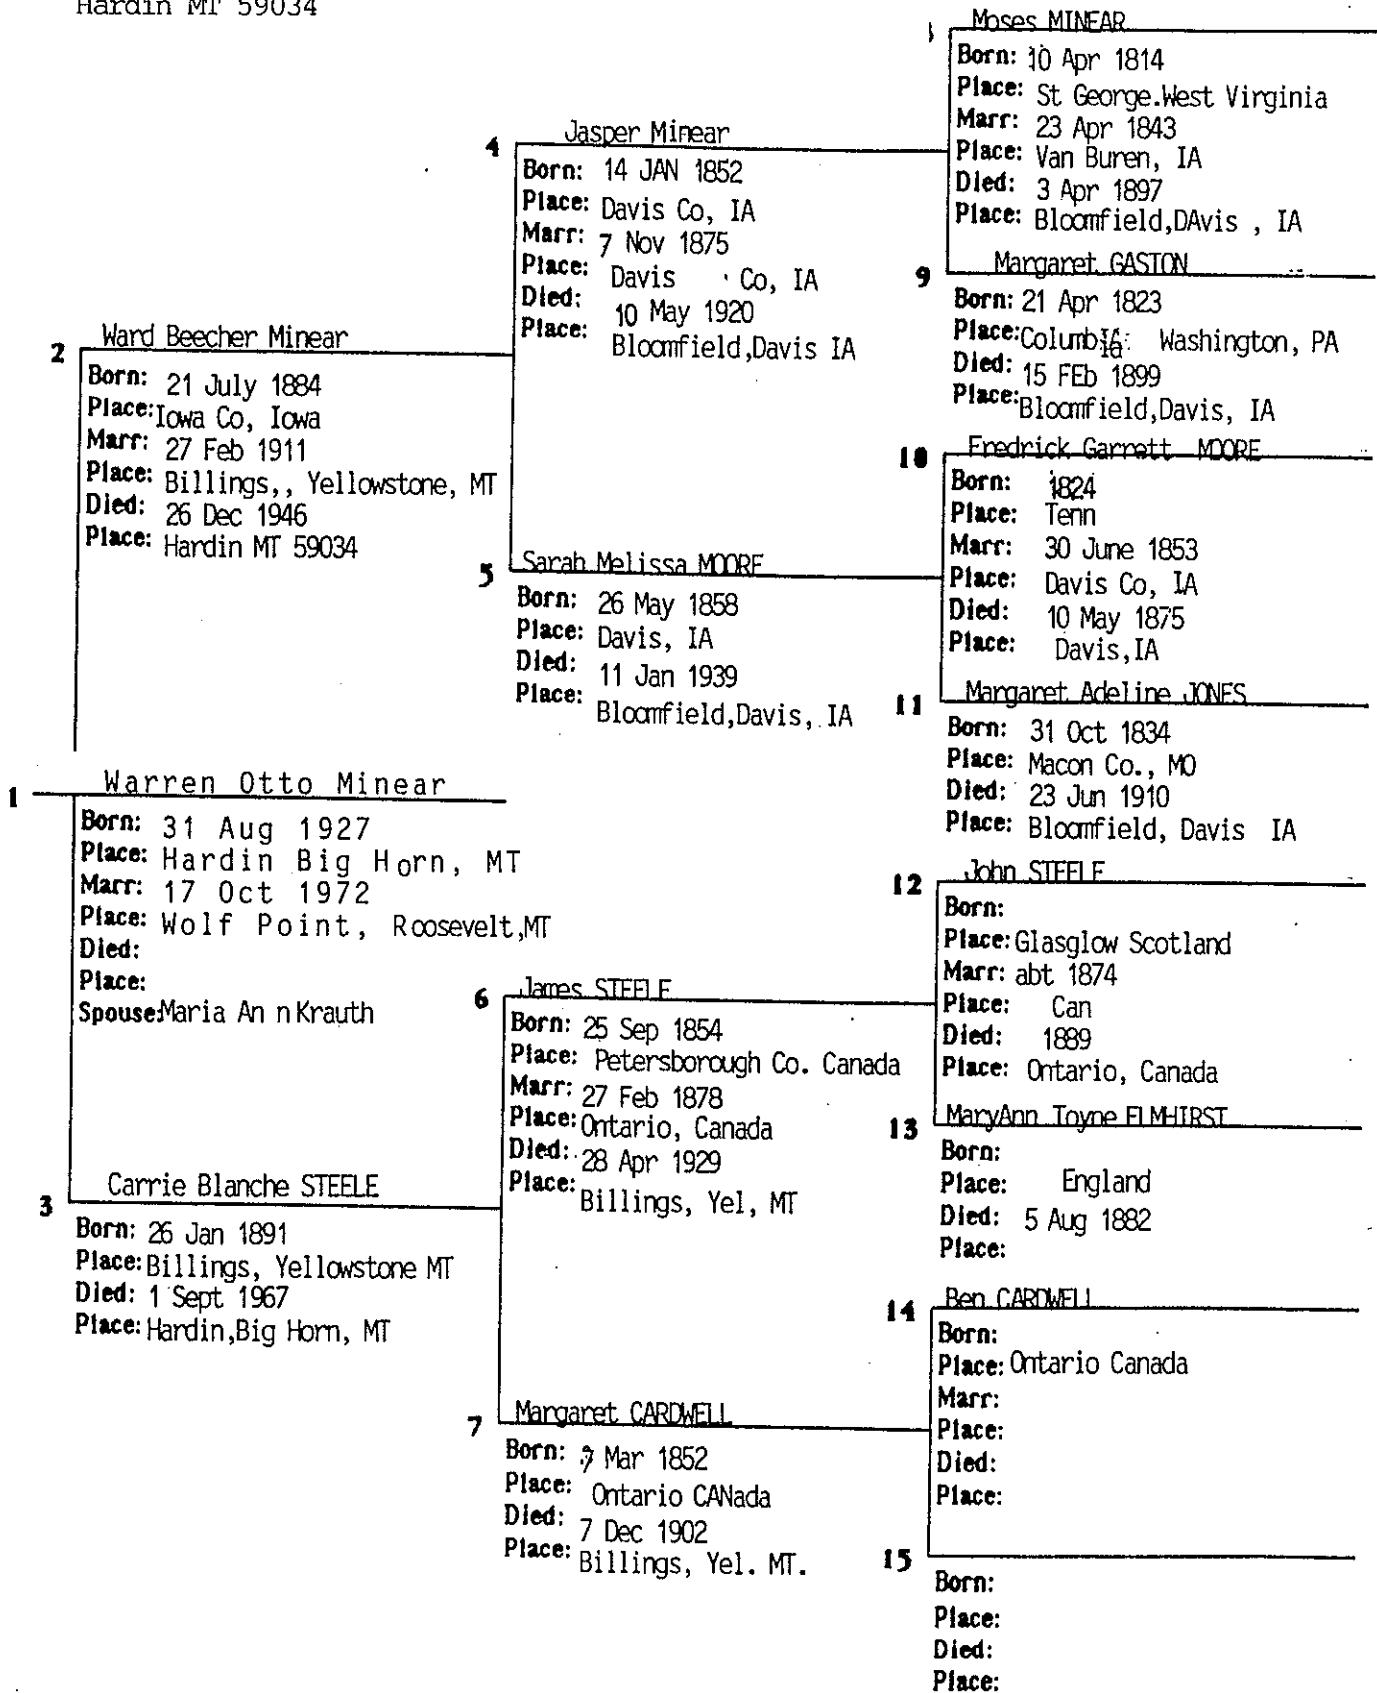 Hardin MT 59034
Moses MINEAR
Born: 10 Apr 1814
Place: St George.West Virginia
Marr: 23 Apr 1843
Place: Van Buren, IA
Died: 3 Apr 1897
Place: Bloomfield,DAvis , IA
4 Jasper Minear
Born: 14 JAN 1852
Place: Davis Co, IA
Marr: 7 Nov 1875
Place: Davis Co, IA
Died: 10 May 1920
Place: Bloomfield,Davis IA
9 Margaret GASTON
Born: 21 Apr 1823
Place: Columbia Washington, PA
Died: 15 FEb 1899
Place: Bloomfield,Davis, IA
2 Ward Beecher Minear
Born: 21 July 1884
Place: Iowa Co, Iowa
Marr: 27 Feb 1911
Place: Billings,, Yellowstone, MT
Died: 26 Dec 1946
Place: Hardin MT 59034
10 Fredrick Garrett MOORE
Born: 1824
Place: Tenn
Marr: 30 June 1853
Place: Davis Co, IA
Died: 10 May 1875
Place: Davis,IA
5 Sarah Melissa MOORE
Born: 26 May 1858
Place: Davis, IA
Died: 11 Jan 1939
Place: Bloomfield,Davis, IA
11 Margaret Adeline JONES
Born: 31 Oct 1834
Place: Macon Co., MO
Died: 23 Jun 1910
Place: Bloomfield, Davis IA
1 Warren Otto Minear
Born: 31 Aug 1927
Place: Hardin Big Horn, MT
Marr: 17 Oct 1972
Place: Wolf Point, Roosevelt,MT
Died:
Place:
Spouse: Maria An n Krauth
12 John STEELE
Born:
Place: Glasglow Scotland
Marr: abt 1874
Place: Can
Died: 1889
Place: Ontario, Canada
6 James STEELE
Born: 25 Sep 1854
Place: Petersborough Co. Canada
Marr: 27 Feb 1878
Place: Ontario, Canada
Died: 28 Apr 1929
Place: Billings, Yel, MT
13 MaryAnn Toyne ELMHIRST
Born:
Place: England
Died: 5 Aug 1882
Place:
3 Carrie Blanche STEELE
Born: 26 Jan 1891
Place: Billings, Yellowstone MT
Died: 1 Sept 1967
Place: Hardin,Big Horn, MT
14 Ben CARDWELL
Born:
Place: Ontario Canada
Marr:
Place:
Died:
Place:
7 Margaret CARDWELL
Born: Mar 1852
Place: Ontario CANada
Died: 7 Dec 1902
Place: Billings, Yel. MT.
15
Born:
Place:
Died:
Place: